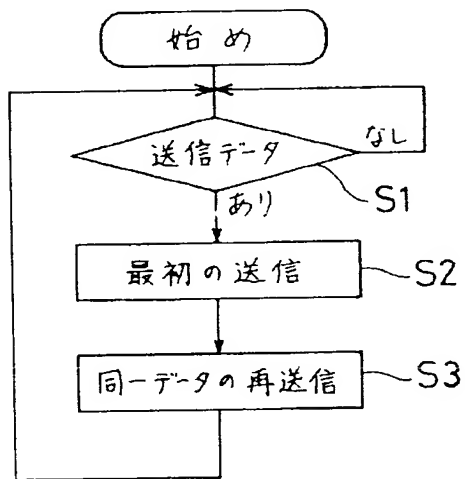 始め
送信データ
なし
S1
あり
最初の送信
S2
同一データの再送信
S3